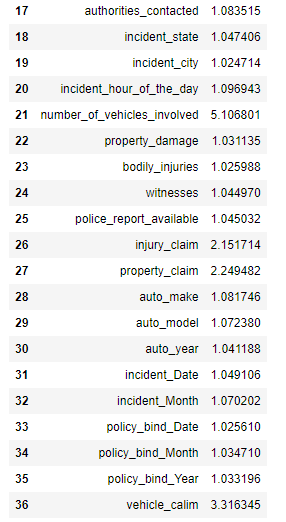 17 authorities_contacted 1.083515
18 incident_state 1.047406
19 incident_city 1.024714
20 incident_hour_of_the_day 1.096943
21 number_of_vehicles_involved 5.106801
22 property_damage 1.031135
23 bodily_injuries 1.025988
24 witnesses 1.044970
25 police_report_available 1.045032
26 injury_claim 2.151714
27 property_claim 2.249482
28 auto_make 1.081746
29 auto_model 1.072380
30 auto_year 1.041188
31 incident_Date 1.049106
32 incident_Month 1.070202
33 policy_bind_Date 1.025610
34 policy_bind_Month 1.034710
35 policy_bind_Year 1.033196
36 vehicle_calim 3.316345